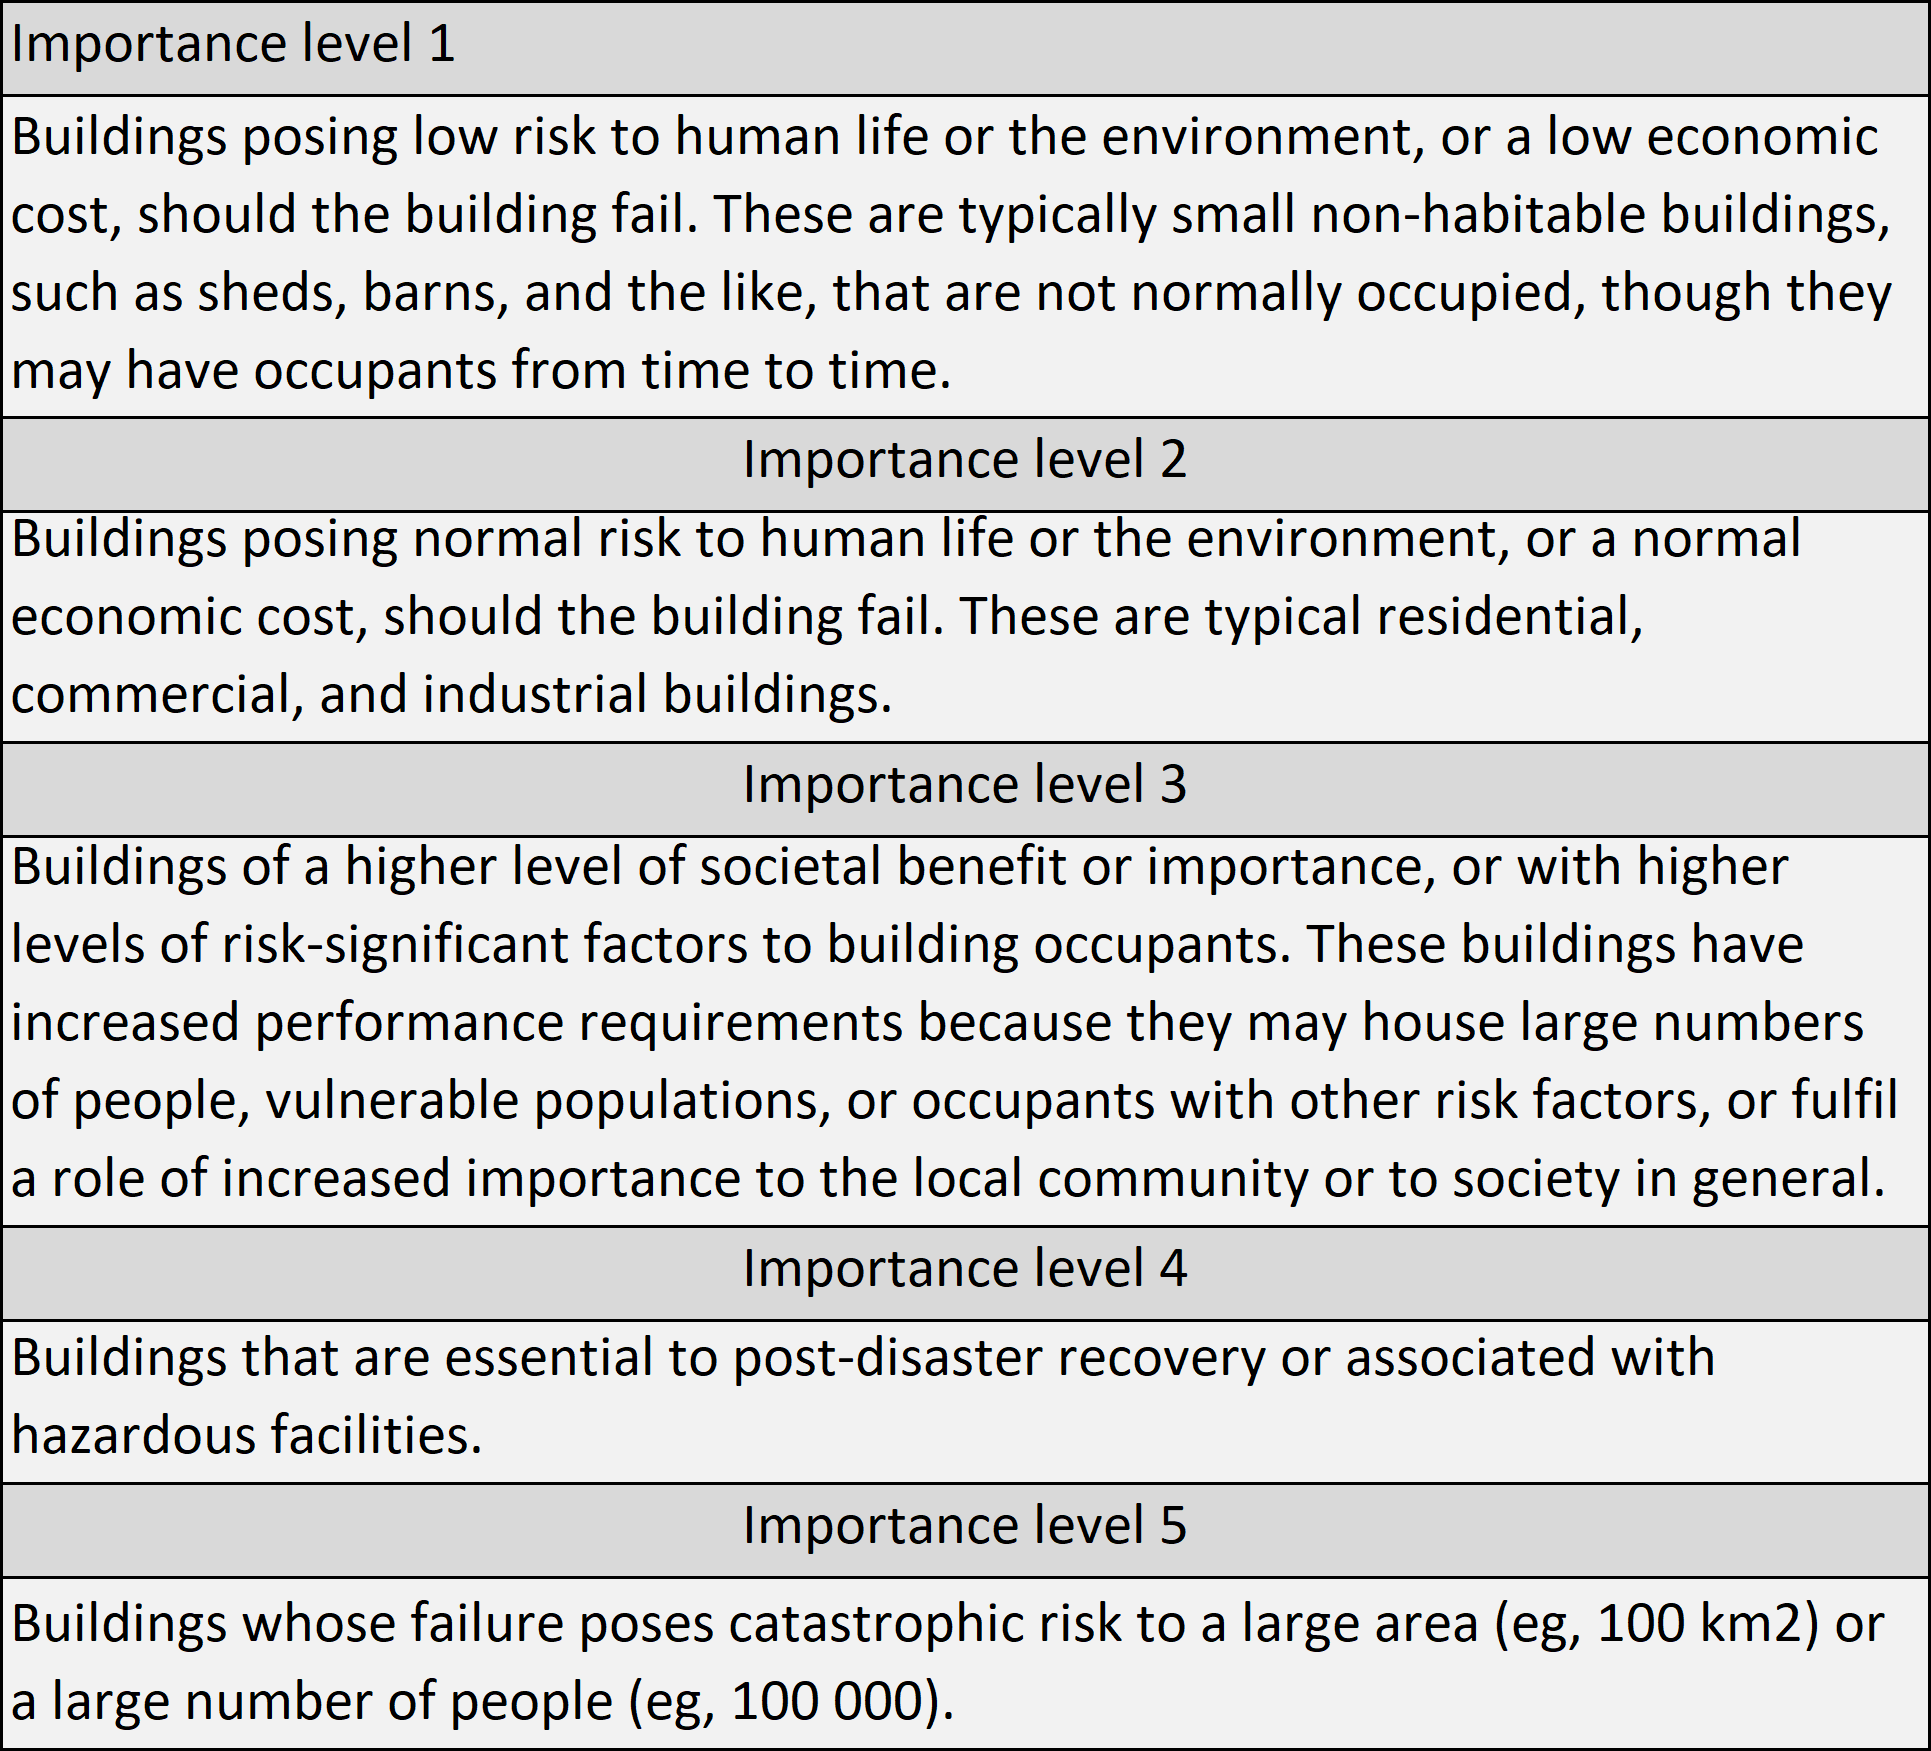 Importance level 1
Buildings posing low risk to human life or the environment, or a low economic
cost, should the building fail. These are typically small non-habitable buildings,
such as sheds, barns, and the like, that are not normally occupied, though they
may have occupants from time to time.
Importance level 2
Buildings posing normal risk to human life or the environment, or a normal
economic cost, should the building fail. These are typical residential,
commercial, and industrial buildings.
Importance level 3
Buildings of a higher level of societal benefit or importance, or with higher
levels of risk-significant factors to building occupants. These buildings have
increased performance requirements because they may house large numbers
of people, vulnerable populations, or occupants with other risk factors, or fulfil
a role of increased importance to the local community or to society in general.
Importance level 4
Buildings that are essential to post-disaster recovery or associated with
hazardous facilities.
Importance level 5
Buildings whose failure poses catastrophic risk to a large area (eg, 100 km2) or
a large number of people (eg, 100 000).